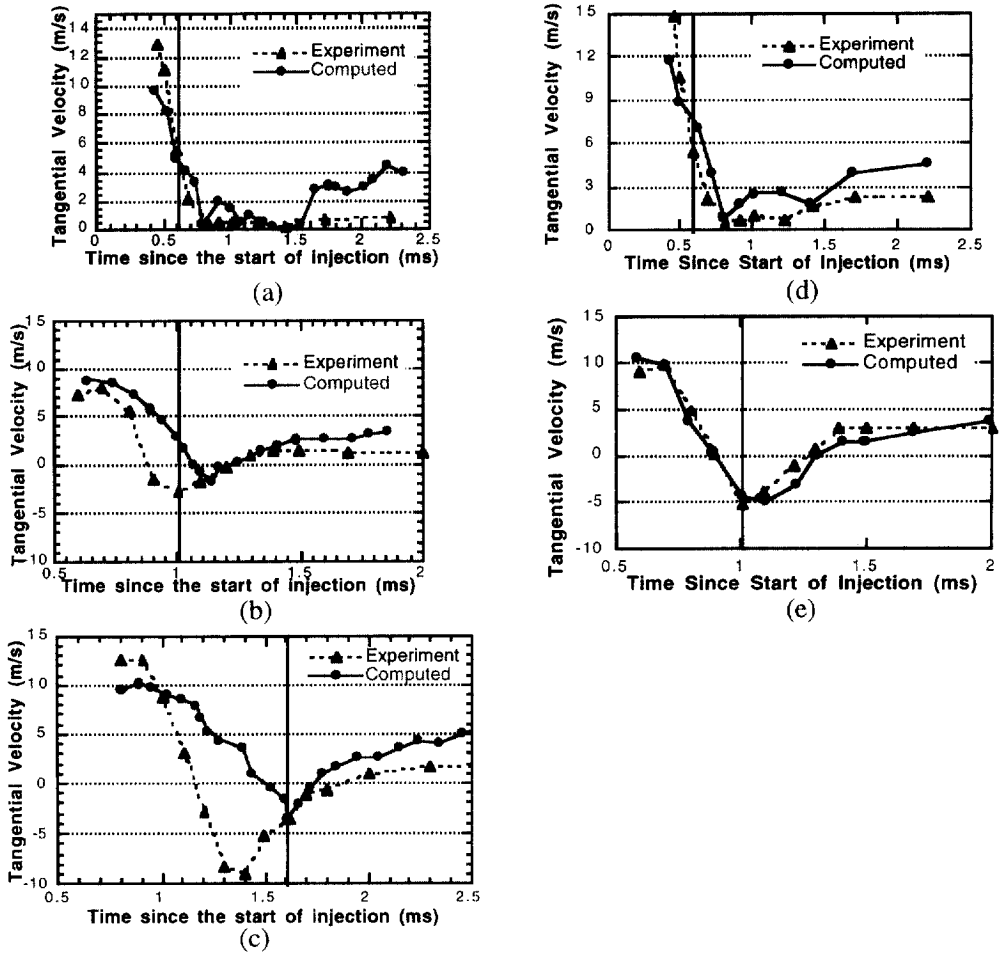 Tangential Velocity (m/s)
14
12
10
8
6
4
2
0
Experiment
Computed
0 0.5 1 1.5 2 2.5
Time since the start of injection (ms)
(a)
Tangential Velocity (m/s)
15
12
9
6
3
0
Experiment
Computed
0 0.5 1 1.5 2 2.5
Time Since Start of Injection (ms)
(d)
Tangential Velocity (m/s)
15
10
5
0
-5
-10
Experiment
Computed
0.5 1 1.5 2
Time since the start of injection (ms)
(b)
Tangential Velocity (m/s)
15
10
5
0
-5
-10
Experiment
Computed
0.5 1 1.5 2
Time Since Start of Injection (ms)
(e)
Tangential Velocity (m/s)
15
10
5
0
-5
-10
Experiment
Computed
0.5 1 1.5 2 2.5
Time since the start of injection (ms)
(c)